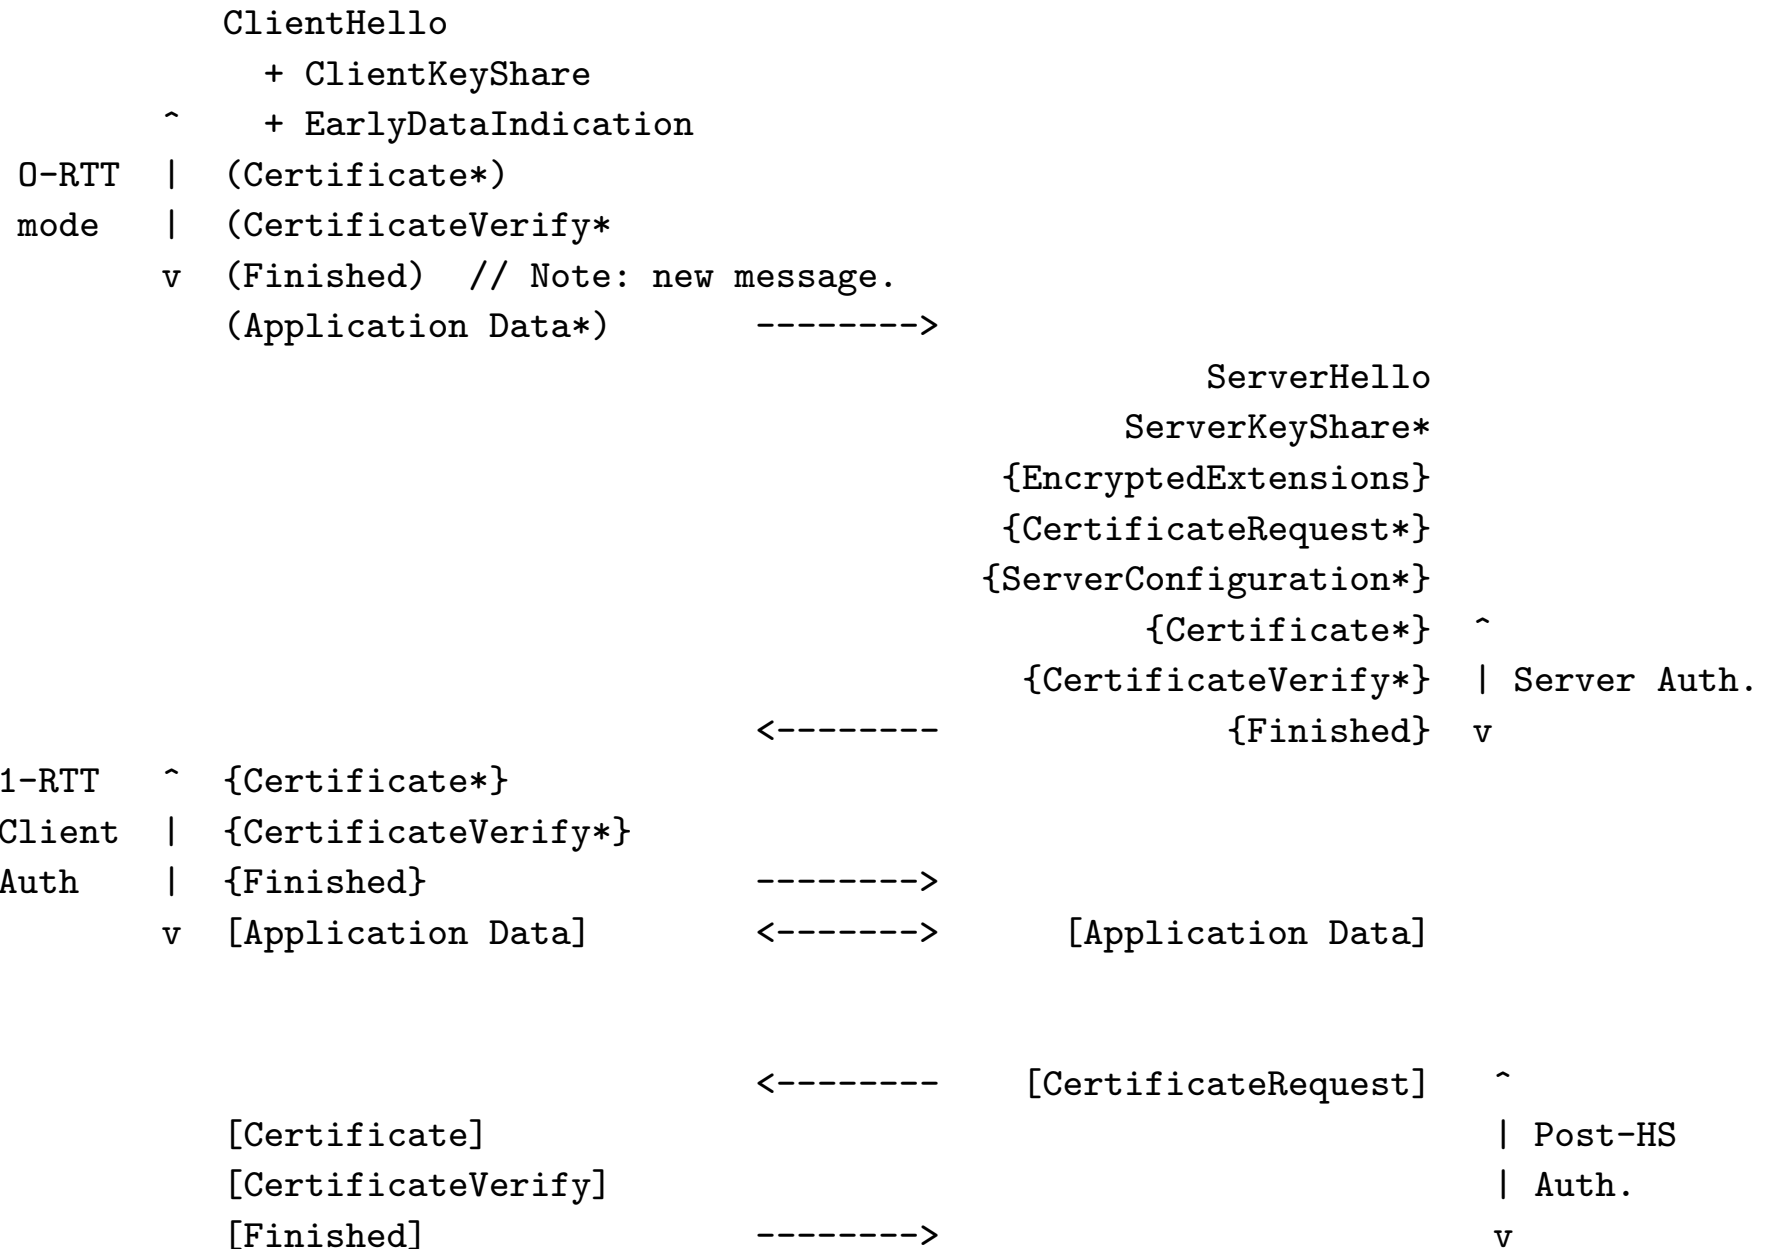 ClientHello
+ ClientKeyShare
^ + EarlyDataIndication
0-RTT | (Certificate*)
mode | (CertificateVerify*
v (Finished) // Note: new message.
(Application Data*) -------->
ServerHello
ServerKeyShare*
{EncryptedExtensions}
{CertificateRequest*}
{ServerConfiguration*}
{Certificate*} ^
{CertificateVerify*} | Server Auth.
<-------- {Finished} v
1-RTT ^ {Certificate*}
Client | {CertificateVerify*}
Auth | {Finished} -------->
v [Application Data] <-------> [Application Data]
<-------- [CertificateRequest] ^
[Certificate] | Post-HS
[CertificateVerify] | Auth.
[Finished] --------> v